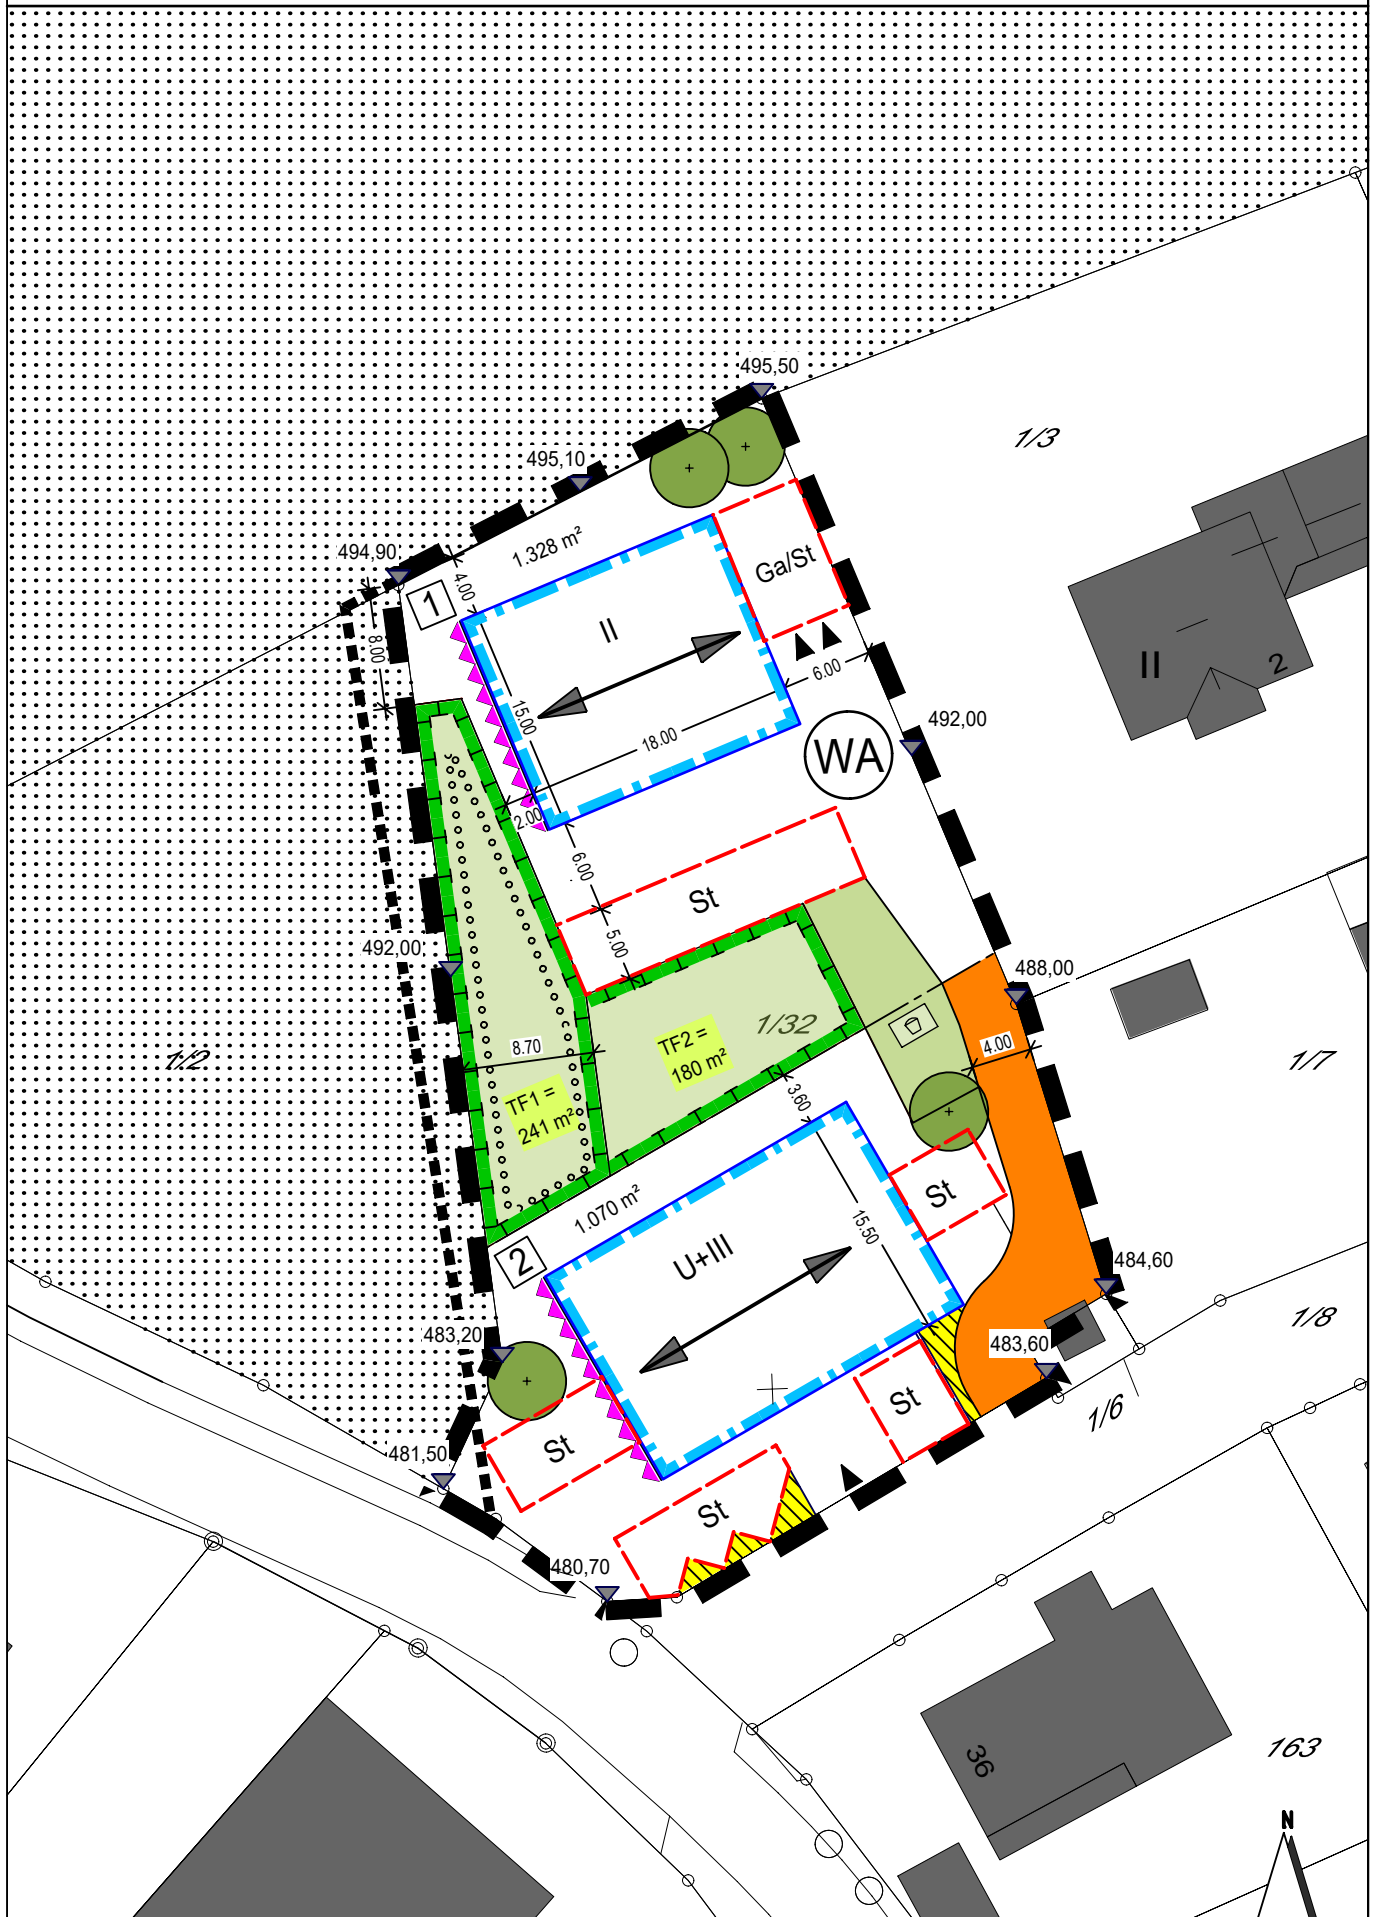 495,50
1/3
495,10
494,90
1.328 m²
Ga/St
1
4.00
II
8.00
II
2
6.00
15.00
18.00
492,00
WA
2.00
6.00
St
492,00
5.00
488,00
1/32
1/2
8.70
TF2 =
180 m²
4.00
1/7
TF1 =
241 m²
3.60
St
1.070 m²
15.50
2
U+III
484,60
1/8
483,20
483,60
St
1/6
St
481,50
St
480,70
36
163
N